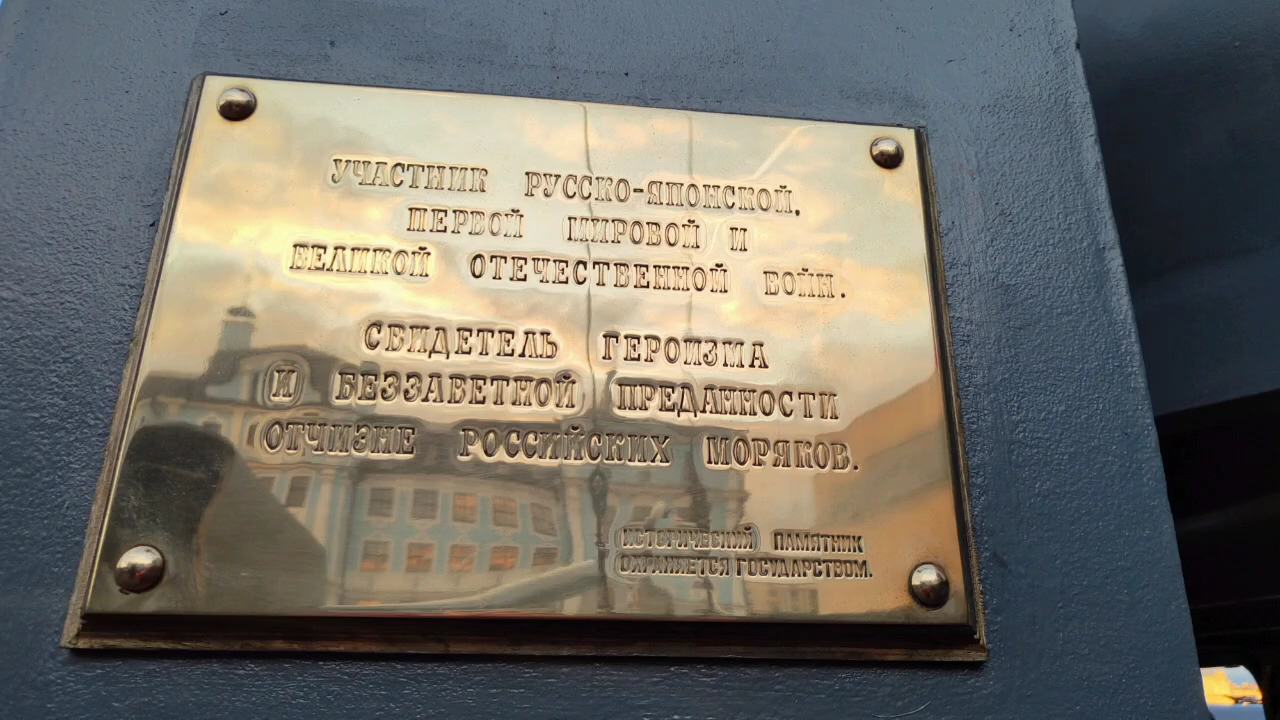 УЧАСТНИК РУССКО-ЯПОНСКОЙ,
ПЕРВОЙ МИРОВОЙ И
ВЕЛИКОЙ ОТЕЧЕСТВЕННОЙ ВОЙН.
СВИДЕТЕЛЬ ГЕРОИЗМА
И БЕЗЗАВЕТНОЙ ПРЕДАННОСТИ
ОТЧИЗНЕ РОССИЙСКИХ МОРЯКОВ.
ИСТОРИЧЕСКИЙ ПАМЯТНИК
ОХРАНЯЕТСЯ ГОСУДАРСТВОМ.